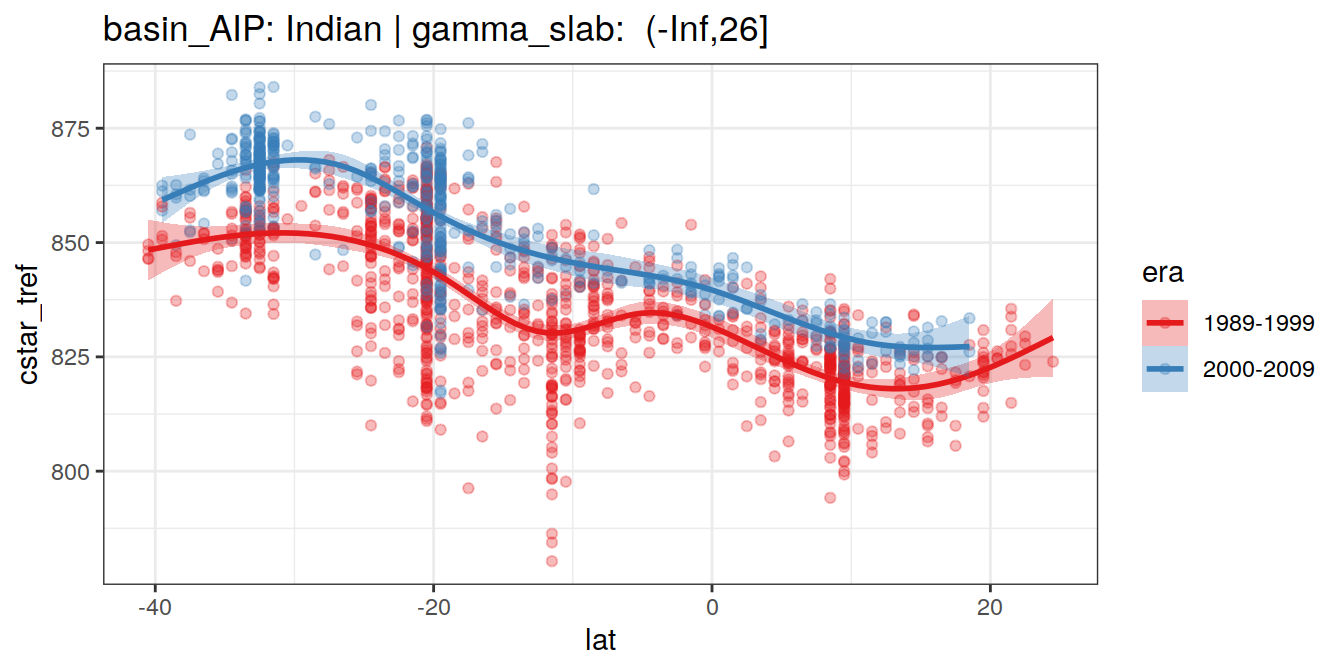 basin_AIP: Indian | gamma_slab:  (-Inf,26]
875
850
825
800
cstar_tref
-40
-20
0
20
lat
era
1989-1999
2000-2009